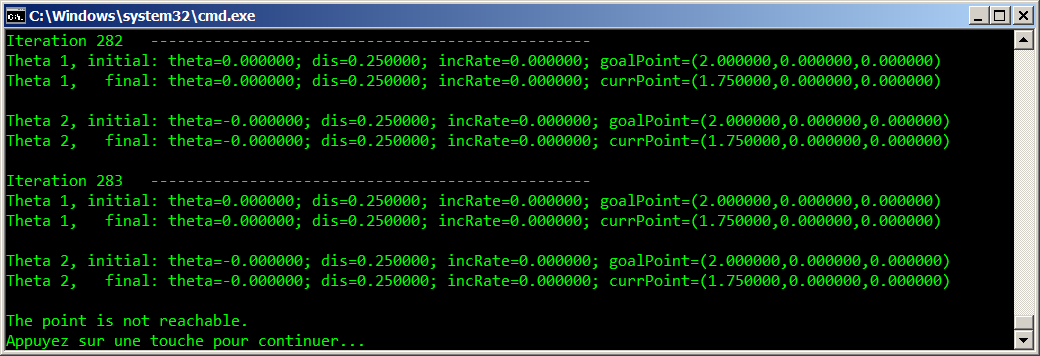 C:\Windows\system32\cmd.exe
Iteration 282   -------------------------------------------------
Theta 1, initial: theta=0.000000; dis=0.250000; incRate=0.000000; goalPoint=(2.000000,0.000000,0.000000)
Theta 1,   final: theta=0.000000; dis=0.250000; incRate=0.000000; currPoint=(1.750000,0.000000,0.000000)
Theta 2, initial: theta=-0.000000; dis=0.250000; incRate=0.000000; goalPoint=(2.000000,0.000000,0.000000)
Theta 2,   final: theta=-0.000000; dis=0.250000; incRate=0.000000; currPoint=(1.750000,0.000000,0.000000)
Iteration 283   -------------------------------------------------
Theta 1, initial: theta=0.000000; dis=0.250000; incRate=0.000000; goalPoint=(2.000000,0.000000,0.000000)
Theta 1,   final: theta=0.000000; dis=0.250000; incRate=0.000000; currPoint=(1.750000,0.000000,0.000000)
Theta 2, initial: theta=-0.000000; dis=0.250000; incRate=0.000000; goalPoint=(2.000000,0.000000,0.000000)
Theta 2,   final: theta=-0.000000; dis=0.250000; incRate=0.000000; currPoint=(1.750000,0.000000,0.000000)
The point is not reachable.
Appuyez sur une touche pour continuer...